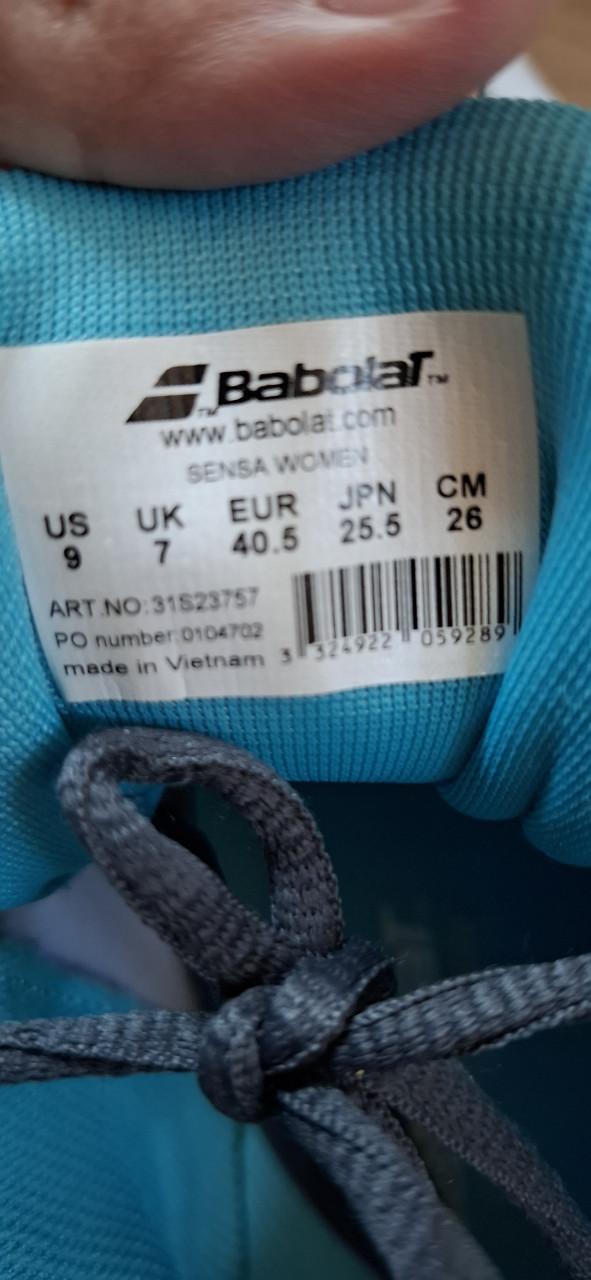 Babolat™
www.babolat.com
SENSA WOMEN
US UK EUR JPN CM
9 7 40.5 25.5 26
ART.NO:31S23757
PO number:0104702
made in Vietnam
3 324922 059289